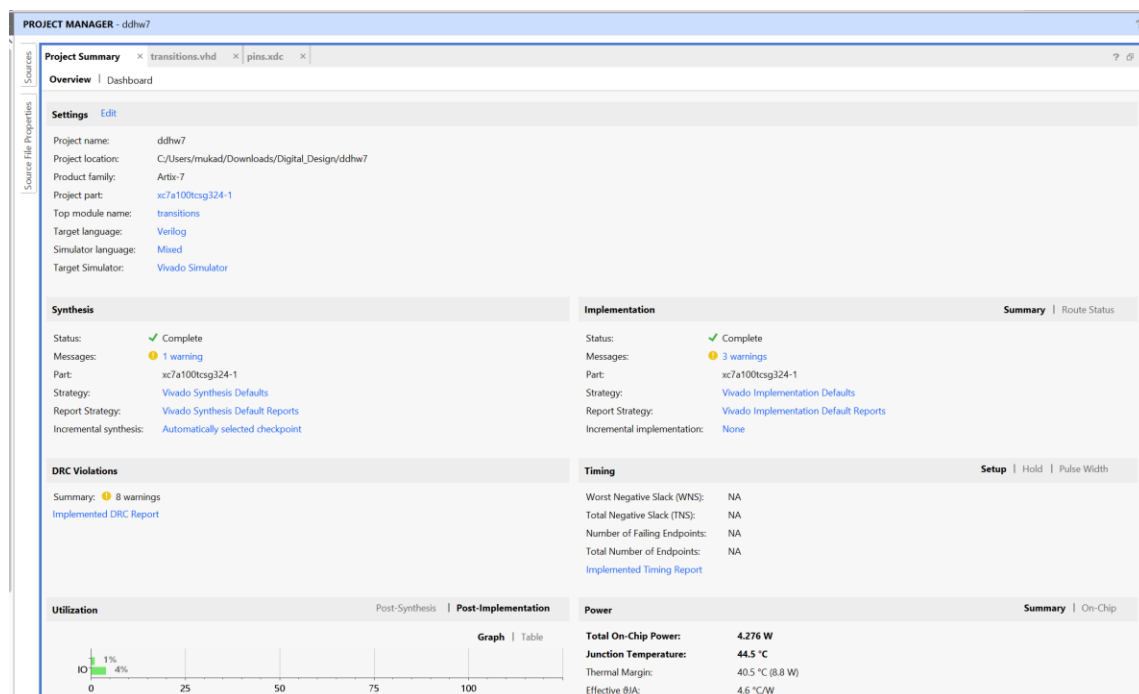 PROJECT MANAGER - ddhw7
Sources
Source File Properties
Project Summary × transitions.vhd × pins.xdc ×
?
Overview | Dashboard
Settings Edit
Project name: ddhw7
Project location: C:/Users/mukad/Downloads/Digital_Design/ddhw7
Product family: Artix-7
Project part: xc7a100tcsg324-1
Top module name: transitions
Target language: Verilog
Simulator language: Mixed
Target Simulator: Vivado Simulator
Synthesis
Status: Complete
Messages: 1 warning
Part: xc7a100tcsg324-1
Strategy: Vivado Synthesis Defaults
Report Strategy: Vivado Synthesis Default Reports
Incremental synthesis: Automatically selected checkpoint
Implementation Summary | Route Status
Status: Complete
Messages: 3 warnings
Part: xc7a100tcsg324-1
Strategy: Vivado Implementation Defaults
Report Strategy: Vivado Implementation Default Reports
Incremental implementation: None
DRC Violations
Summary: 8 warnings
Implemented DRC Report
Timing Setup | Hold | Pulse Width
Worst Negative Slack (WNS): NA
Total Negative Slack (TNS): NA
Number of Failing Endpoints: NA
Total Number of Endpoints: NA
Implemented Timing Report
Utilization Post-Synthesis | Post-Implementation
Graph | Table
1%
IO 4%
0 25 50 75 100
Power Summary | On-Chip
Total On-Chip Power: 4.276 W
Junction Temperature: 44.5 °C
Thermal Margin: 40.5 °C (8.8 W)
Effective ϑJA: 4.6 °C/W